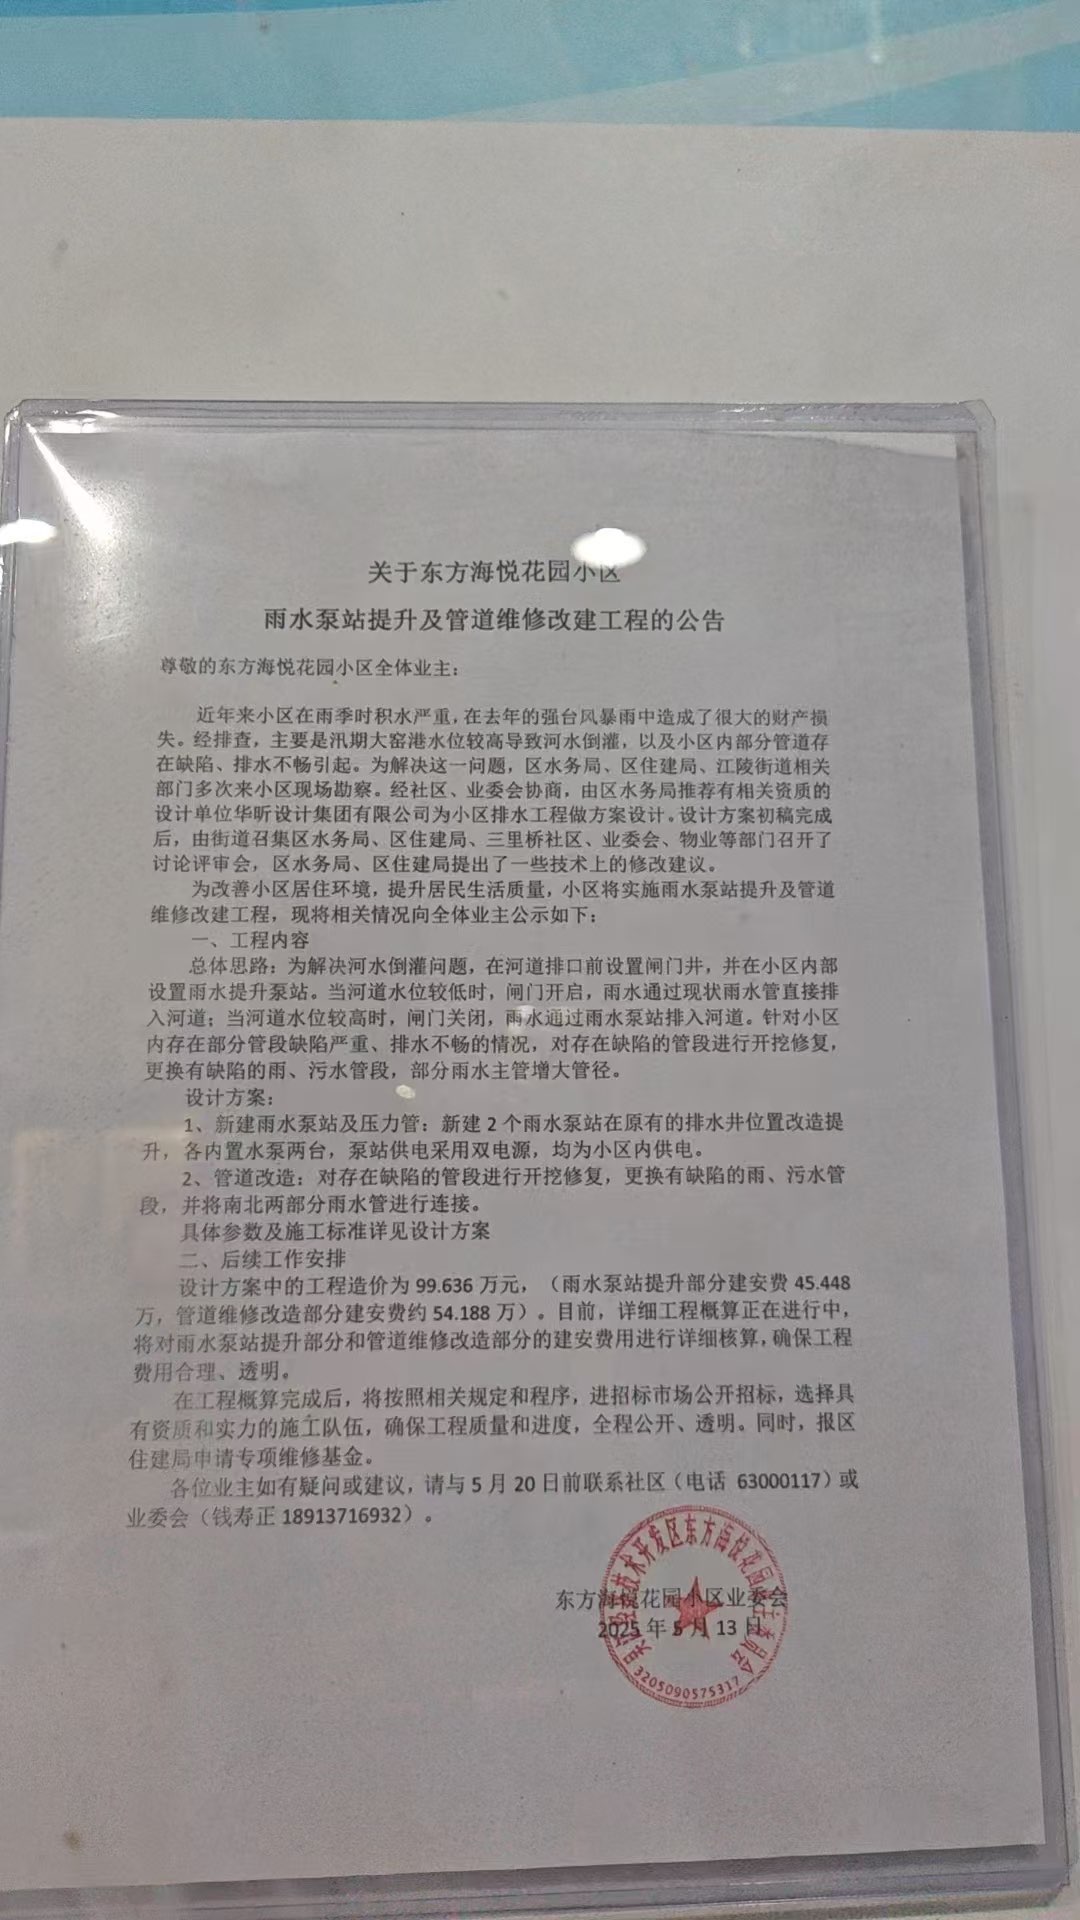 关于东方海悦花园小区
雨水泵站提升及管道维修改建工程的公告
尊敬的东方海悦花园小区全体业主：
近年来小区在雨季时积水严重，在去年的强台风暴雨中造成了很大的财产损
失。经排查，主要是汛期大窑港水位较高导致河水倒灌，以及小区内部分管道存
在缺陷、排水不畅引起。为解决这一问题，区水务局、区住建局、江陵街道相关
部门多次来小区现场勘察。经社区、业委会协商，由区水务局推荐有相关资质的
设计单位华昕设计集团有限公司为小区排水工程做方案设计。设计方案初稿完成
后，由街道召集区水务局、区住建局、三里桥社区、业委会、物业等部门召开了
讨论评审会，区水务局、区住建局提出了一些技术上的修改建议。
为改善小区居住环境，提升居民生活质量，小区将实施雨水泵站提升及管道
维修改建工程，现将相关情况向全体业主公示如下：
一、工程内容
总体思路：为解决河水倒灌问题，在河道排口前设置闸门井，并在小区内部
设置雨水提升泵站。当河道水位较低时，闸门开启，雨水通过现状雨水管直接排
入河道；当河道水位较高时，闸门关闭，雨水通过雨水泵站排入河道。针对小区
内存在部分管段缺陷严重、排水不畅的情况，对存在缺陷的管段进行开挖修复，
更换有缺陷的雨、污水管段，部分雨水主管增大管径。
设计方案：
1、新建雨水泵站及压力管：新建 2 个雨水泵站在原有的排水井位置改造提
升，各内置水泵两台，泵站供电采用双电源，均为小区内供电。
2、管道改造：对存在缺陷的管段进行开挖修复，更换有缺陷的雨、污水管
段，并将南北两部分雨水管进行连接。
具体参数及施工标准详见设计方案
二、后续工作安排
设计方案中的工程造价为 99.636 万元，（雨水泵站提升部分建安费 45.448
万，管道维修改造部分建安费约 54.188 万）。目前，详细工程概算正在进行中，
将对雨水泵站提升部分和管道维修改造部分的建安费用进行详细核算，确保工程
费用合理、透明。
在工程概算完成后，将按照相关规定和程序，进招标市场公开招标，选择具
有资质和实力的施工队伍，确保工程质量和进度，全程公开、透明。同时，报区
住建局申请专项维修基金。
各位业主如有疑问或建议，请与 5 月 20 日前联系社区（电话 63000117）或
业委会（钱寿正 18913716932）。
东方海悦花园小区业委会
2025 年 5 月 13 日
技术开发区东方海悦花园业主委员会
3205090575317